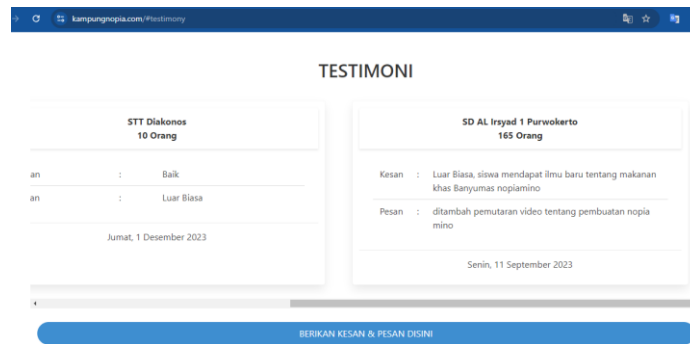 kampungnopia.com/#testimony
TESTIMONI
STT Diakonos
10 Orang
an : Baik
an : Luar Biasa
Jumat, 1 Desember 2023
SD AL Irsyad 1 Purwokerto
165 Orang
Kesan : Luar Biasa, siswa mendapat ilmu baru tentang makanan
khas Banyumas nopiamino
Pesan : ditambah pemutaran video tentang pembuatan nopia
mino
Senin, 11 September 2023
BERIKAN KESAN & PESAN DISINI